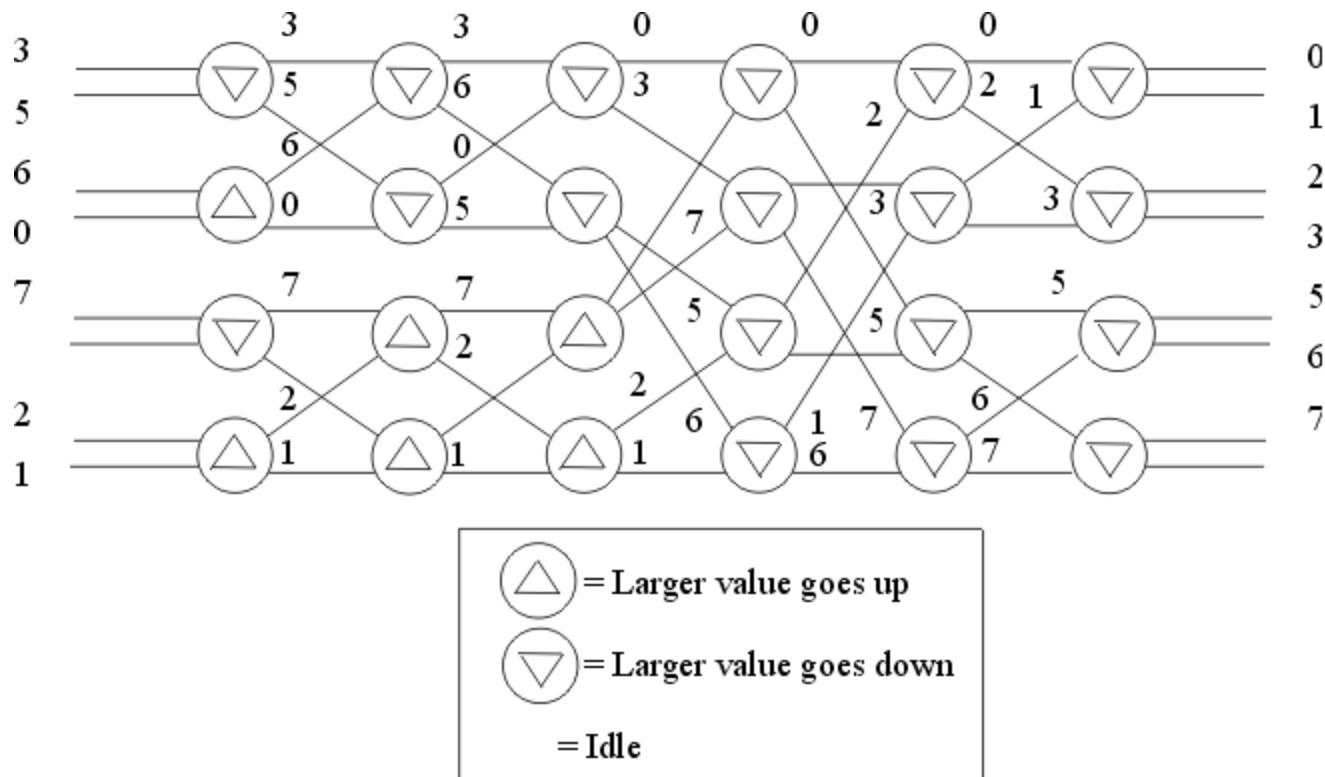 3 3 0 0 0
3 0
5 6 3 2 1
5 2 1
6 0
6 2
0 5 7 3 3
0 3
7 7 5
7 5 5 5
2 6
2 2 6
2 6 1 7 7
1 1 1 6 7
1
= Larger value goes up
= Larger value goes down
= Idle